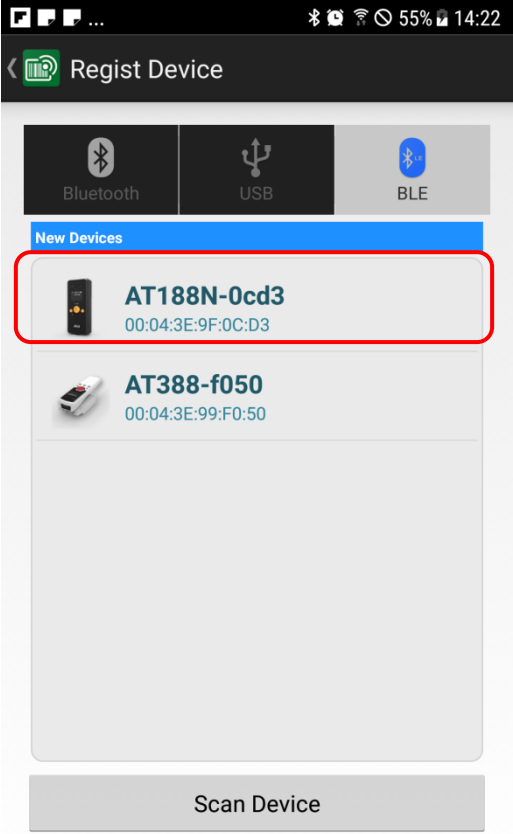 ... 55% 14:22
Regist Device
Bluetooth USB BLE
New Devices
AT188N-0cd3
00:04:3E:9F:0C:D3
AT388-f050
00:04:3E:99:F0:50
Scan Device